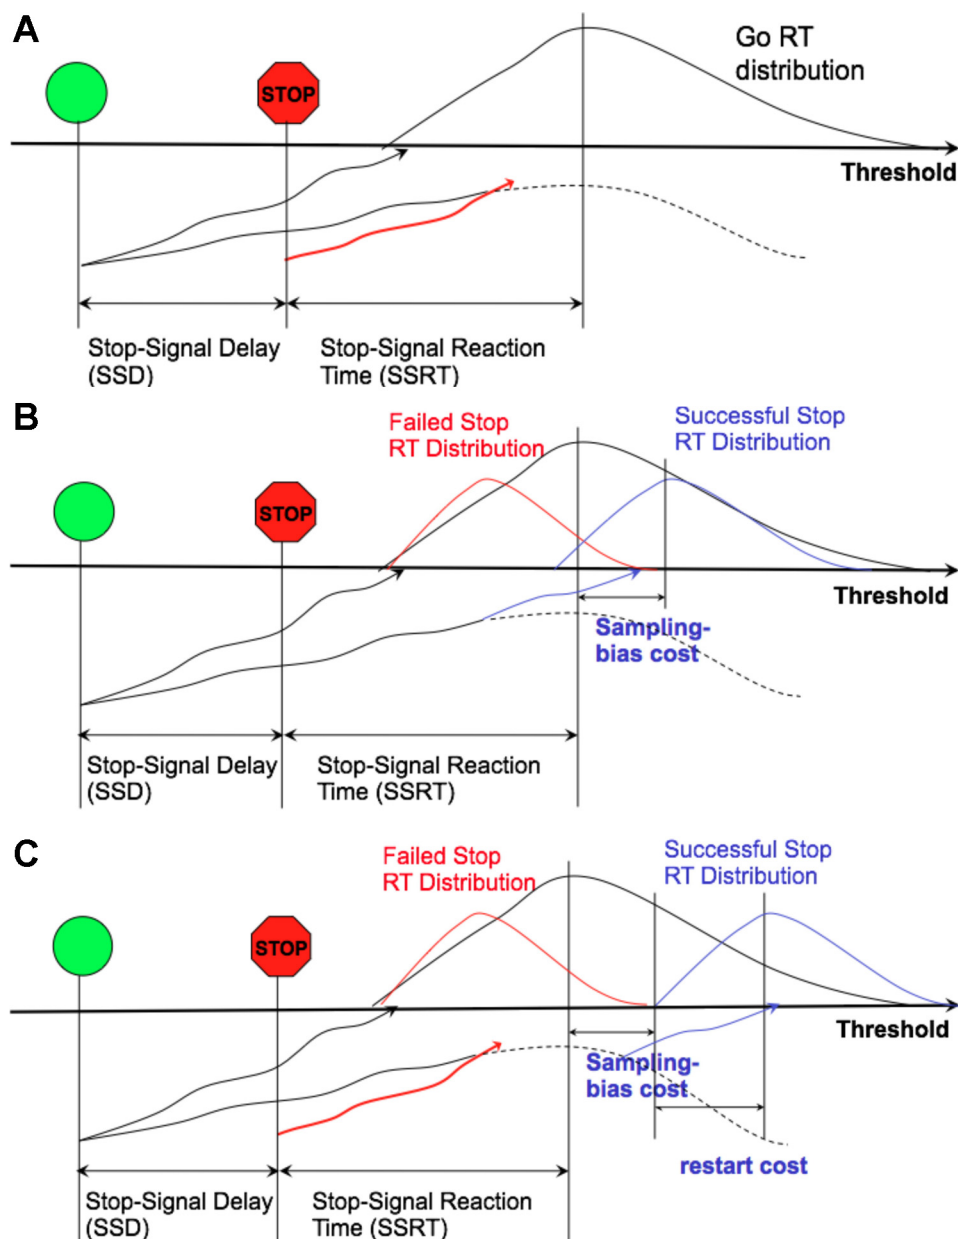 A
Go RT
distribution
STOP
Threshold
Stop-Signal Delay
(SSD)
Stop-Signal Reaction
Time (SSRT)
B
Failed Stop
RT Distribution
Successful Stop
RT Distribution
STOP
Threshold
Sampling-
bias cost
Stop-Signal Delay
(SSD)
Stop-Signal Reaction
Time (SSRT)
C
Failed Stop
RT Distribution
Successful Stop
RT Distribution
STOP
Threshold
Sampling-
bias cost
restart cost
Stop-Signal Delay
(SSD)
Stop-Signal Reaction
Time (SSRT)